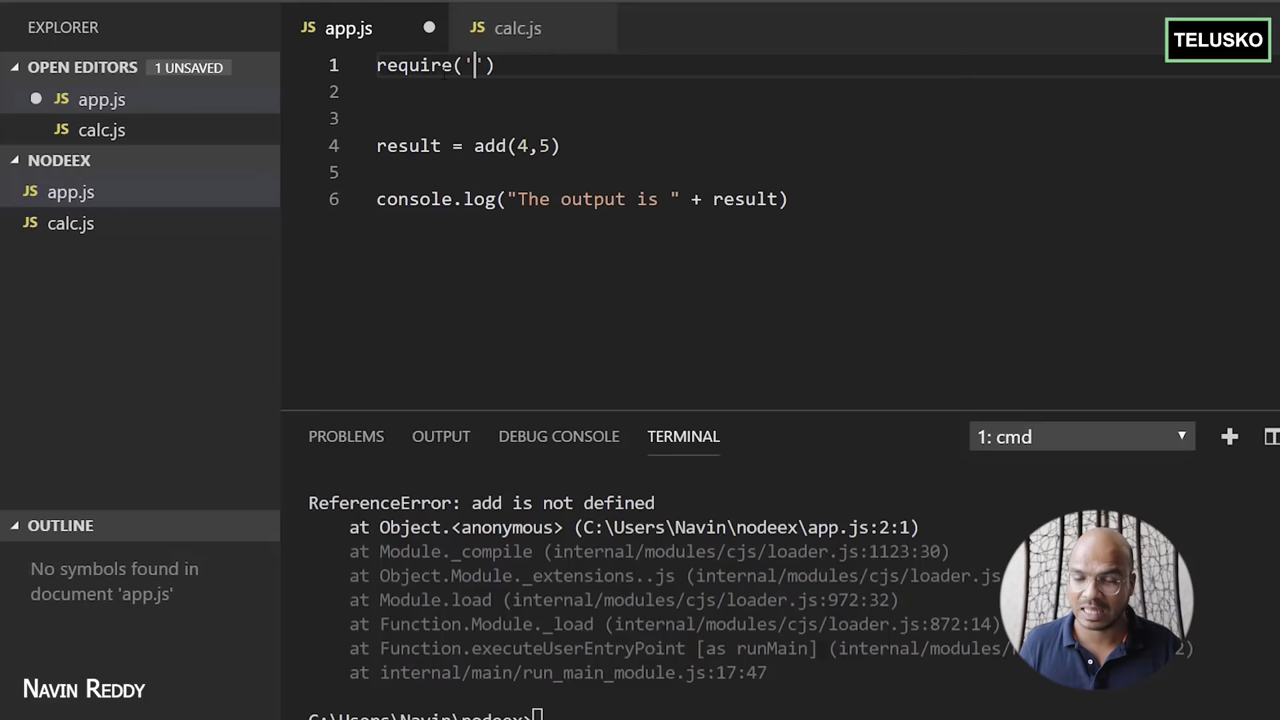 EXPLORER
OPEN EDITORS 1 UNSAVED
JS app.js
JS calc.js
NODEEX
JS app.js
JS calc.js
OUTLINE
No symbols found in
document 'app.js'
NAVIN REDDY
JS app.js JS calc.js
TELUSKO
1 require('')
2
3
4 result = add(4,5)
5
6 console.log("The output is " + result)
PROBLEMS OUTPUT DEBUG CONSOLE TERMINAL 1: cmd
ReferenceError: add is not defined
at Object.<anonymous> (C:\Users\Navin\nodeex\app.js:2:1)
at Module._compile (internal/modules/cjs/loader.js:1123:30)
at Object.Module._extensions..js (internal/modules/cjs/loader.js
at Module.load (internal/modules/cjs/loader.js:972:32)
at Function.Module._load (internal/modules/cjs/loader.js:872:14)
at Function.executeUserEntryPoint [as runMain] (internal/modules/ 2)
at internal/main/run_main_module.js:17:47
C:\Users\Navin\nodeex>